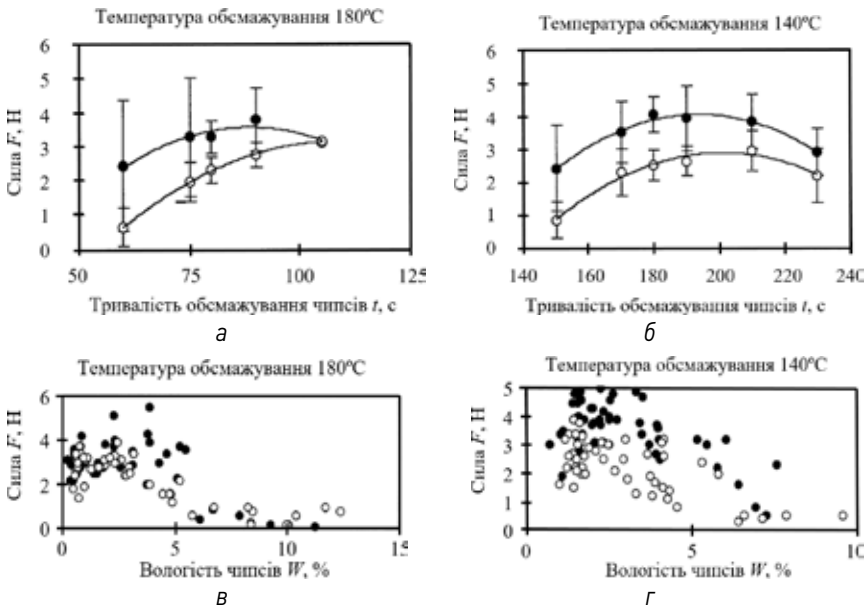 Температура обсмажування 180ºС
Сила F, Н
6
5
4
3
2
1
0
50
75
100
125
Тривалість обсмажування чипсів t, с
а
Температура обсмажування 140ºС
Сила F, Н
6
5
4
3
2
1
0
140
160
180
200
220
240
Тривалість обсмажування чипсів t, с
б
Температура обсмажування 180ºС
Сила F, Н
6
4
2
0
0
5
10
15
Вологість чипсів W, %
в
Температура обсмажування 140ºС
Сила F, Н
5
4
3
2
1
0
0
5
10
Вологість чипсів W, %
г